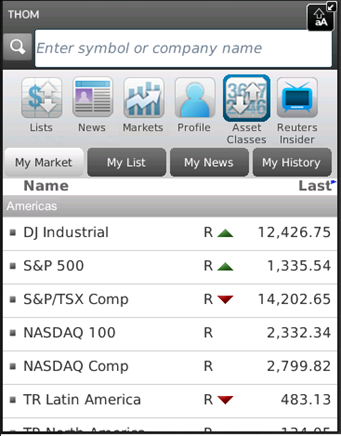 THOM
aA
Enter symbol or company name
Lists
News
Markets
Profile
Asset Classes
Reuters Insider
My Market
My List
My News
My History
Name Last
Americas
DJ Industrial R 12,426.75
S&P 500 R 1,335.54
S&P/TSX Comp R 14,202.65
NASDAQ 100 R 2,332.34
NASDAQ Comp R 2,799.82
TR Latin America R 483.13
TR North America R 124.05